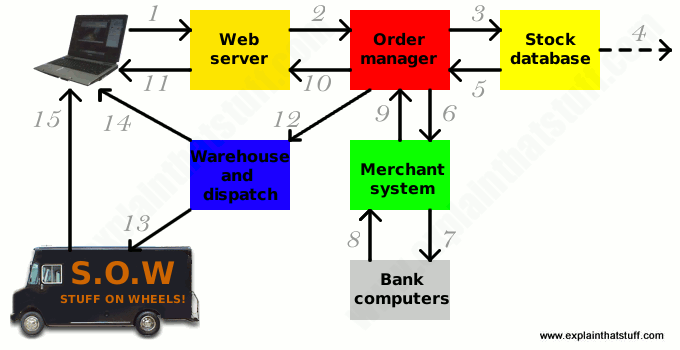 1
2
3
4
Web
server
Order
manager
Stock
database
11
10
5
15
14
12
9
6
Warehouse
and
dispatch
Merchant
system
13
8
7
S.O.W
STUFF ON WHEELS!
Bank
computers
www.explainthatstuff.com